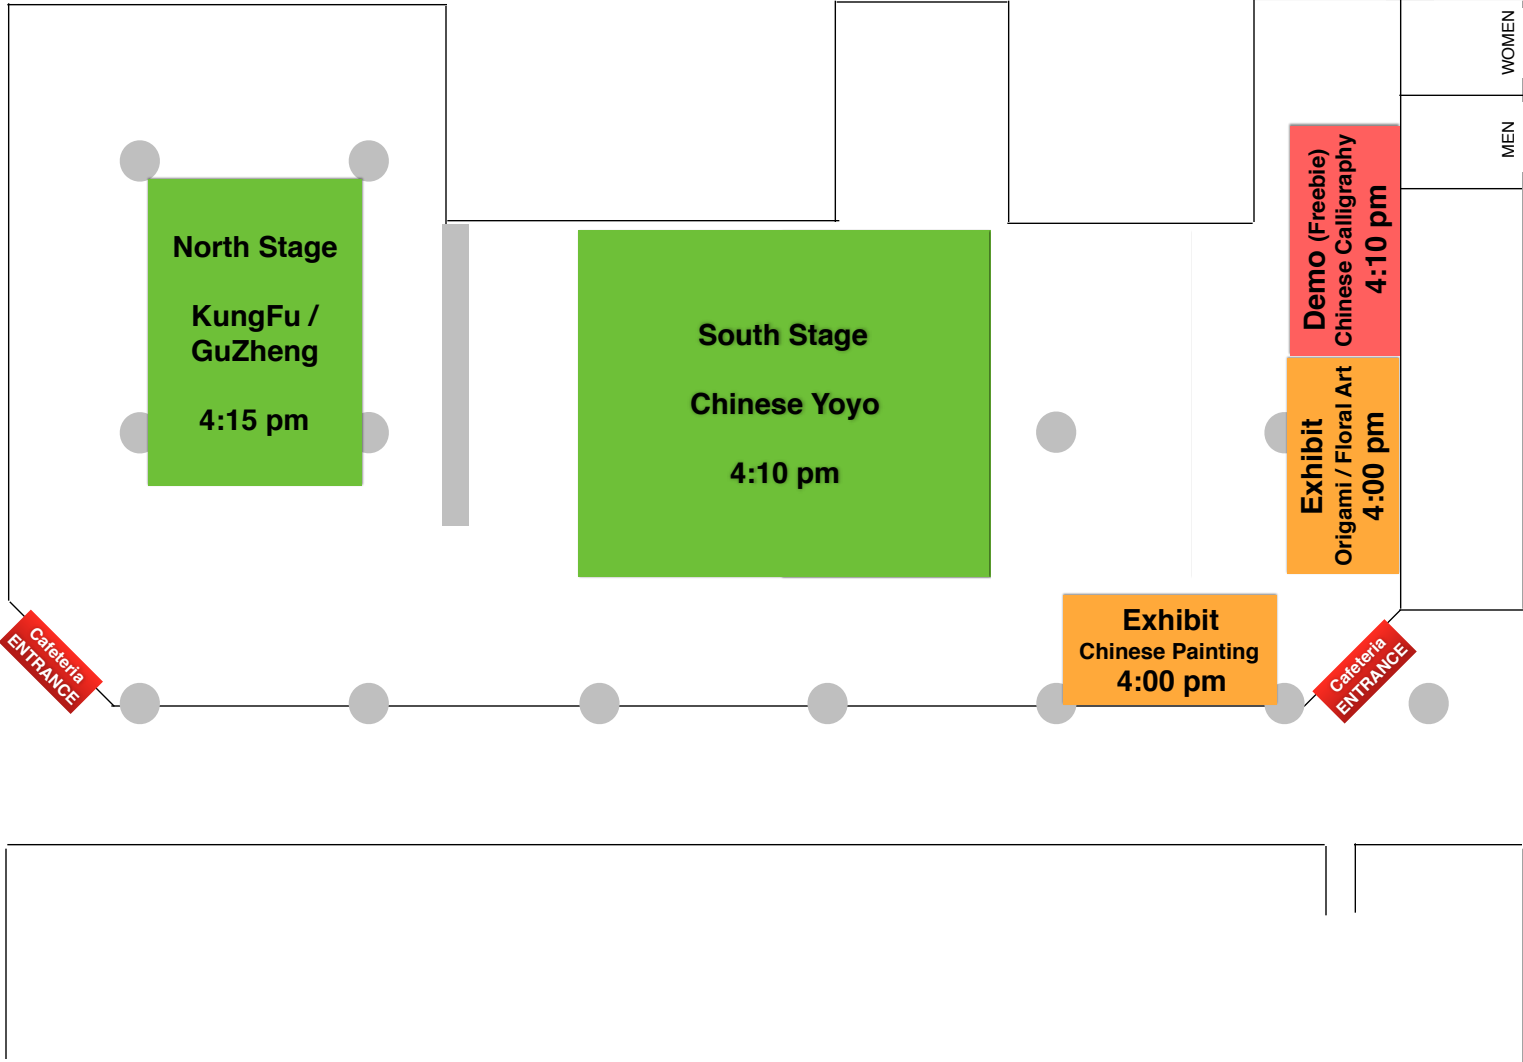 WOMEN
MEN
North Stage
KungFu /
GuZheng
4:15 pm
South Stage
Chinese Yoyo
4:10 pm
Demo (Freebie)
Chinese Calligraphy
4:10 pm
Exhibit
Origami / Floral Art
4:00 pm
Exhibit
Chinese Painting
4:00 pm
Cafeteria
ENTRANCE
Cafeteria
ENTRANCE